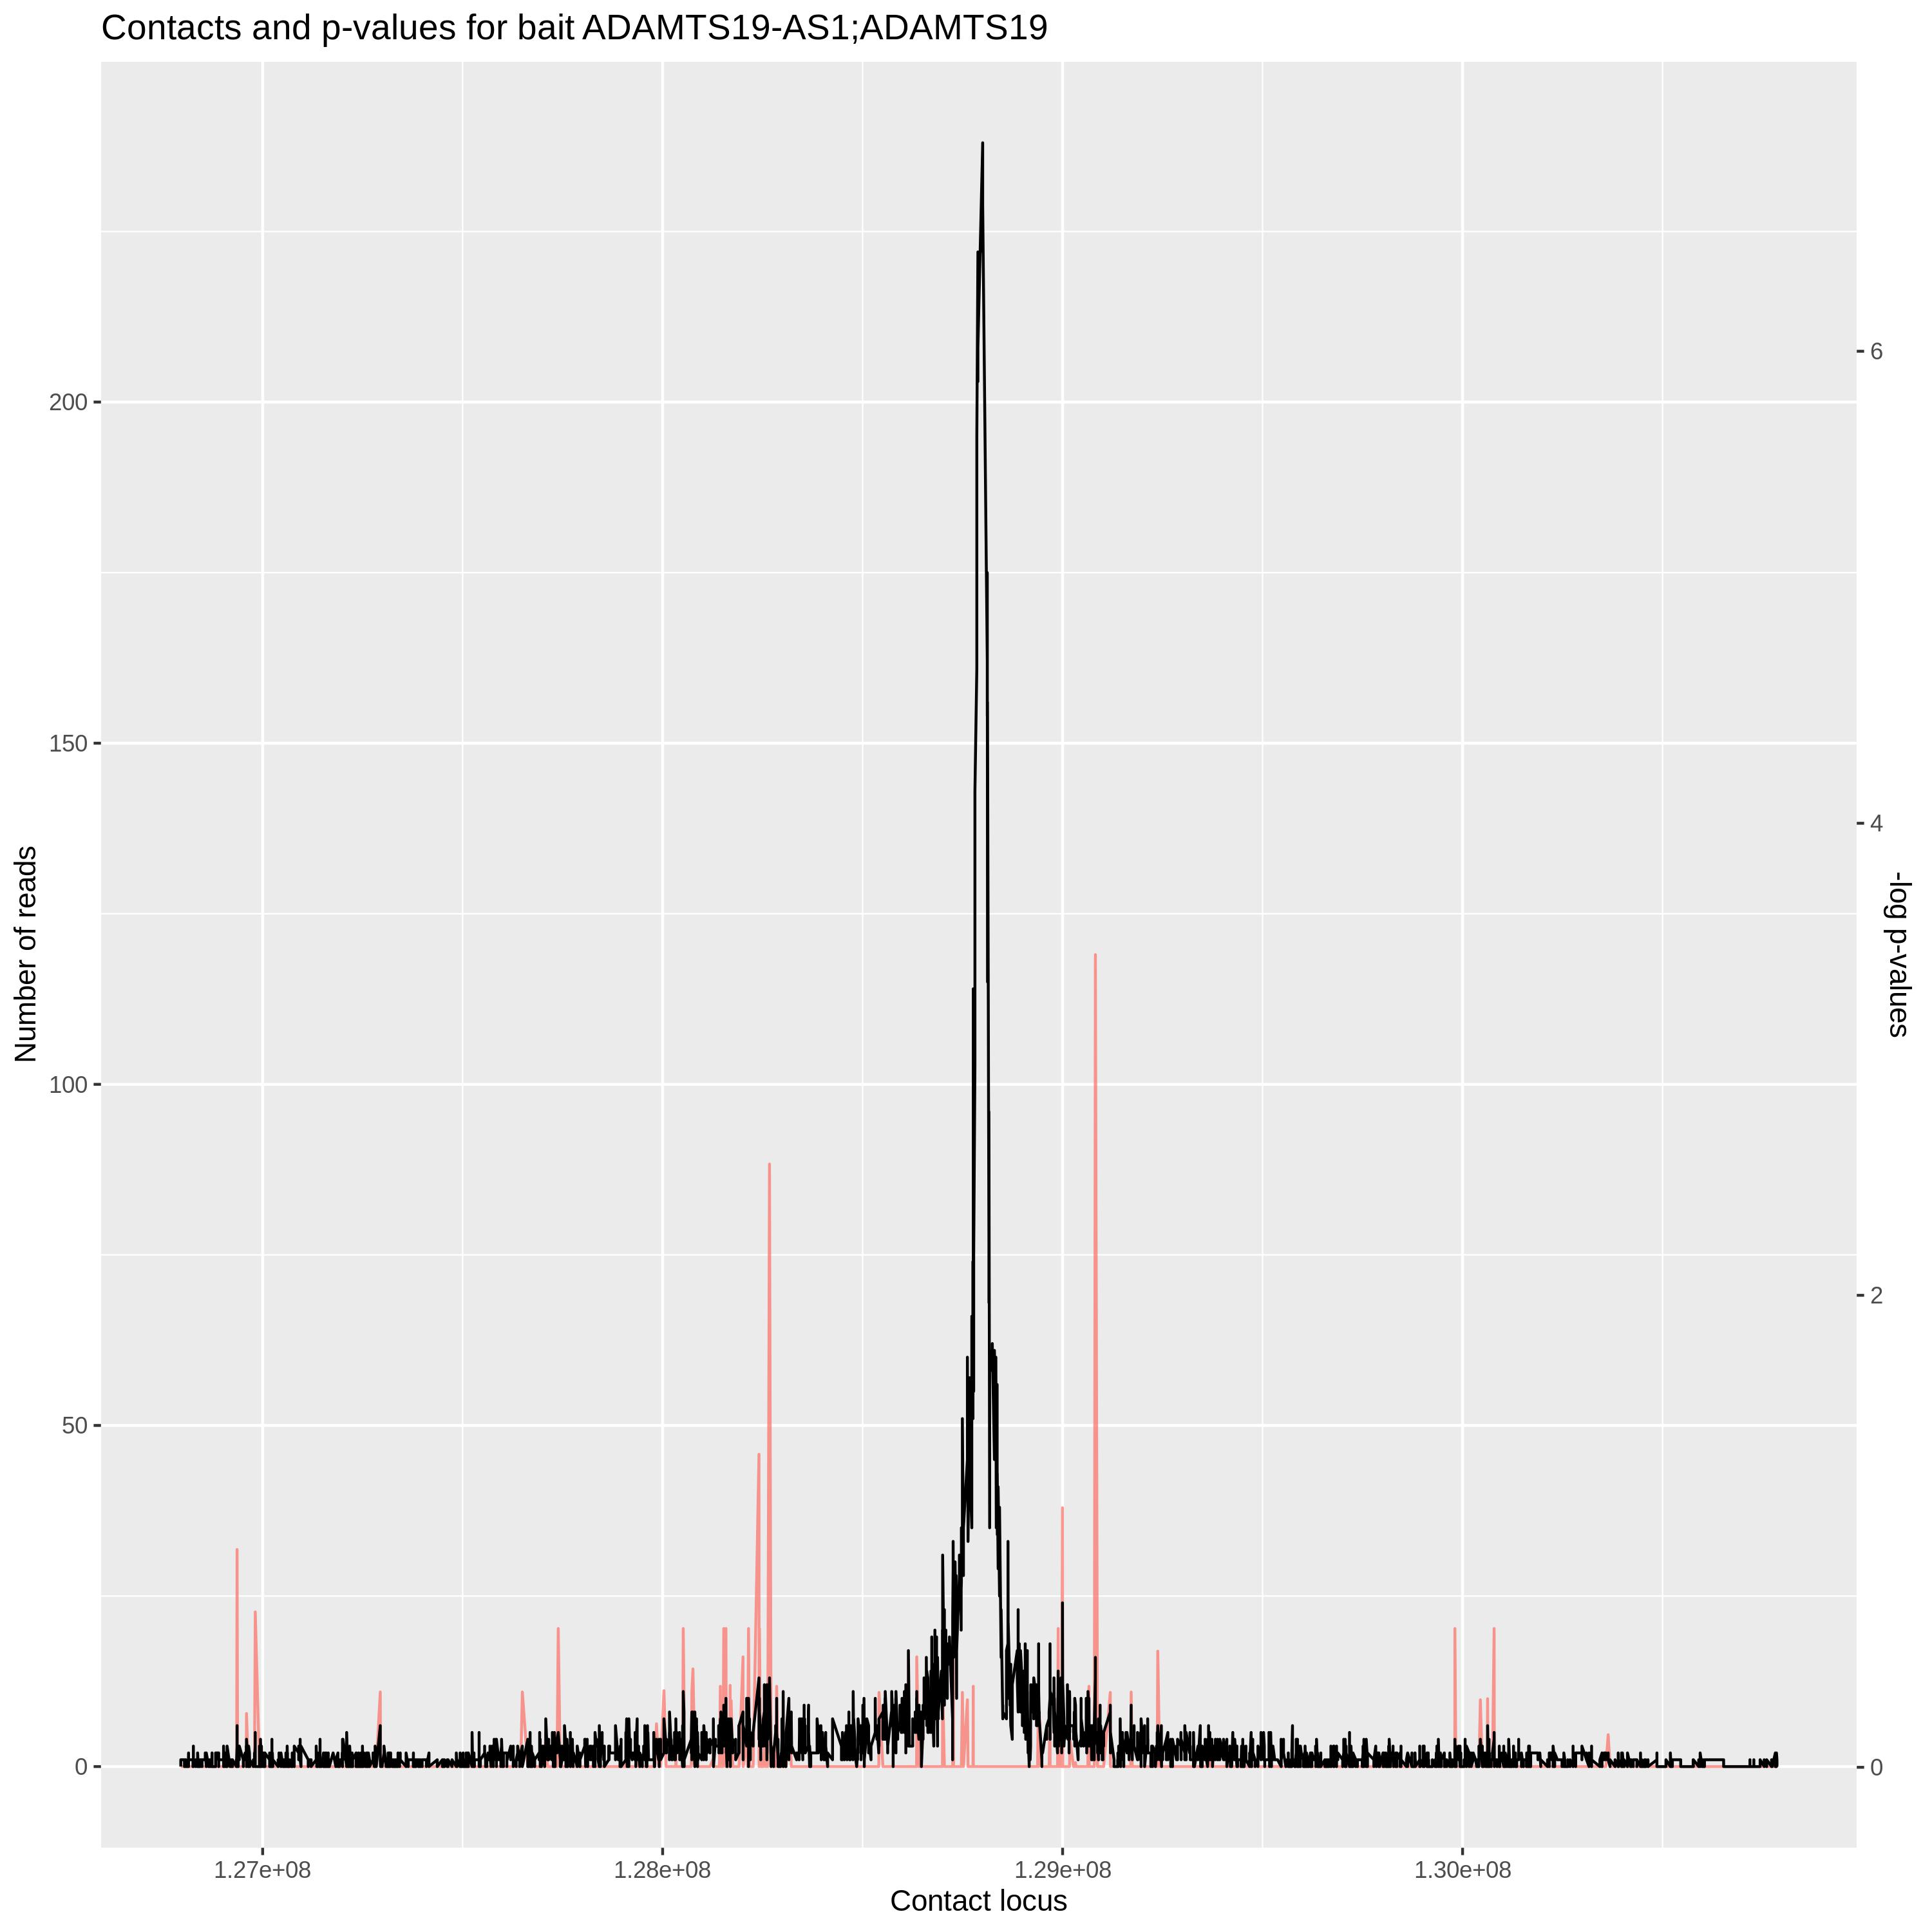 Contacts and p-values for bait ADAMTS19-AS1;ADAMTS19
Number of reads
200
150
100
50
0
6
4
2
0
-log p-values
1.27e+08
1.28e+08
1.29e+08
1.30e+08
Contact locus